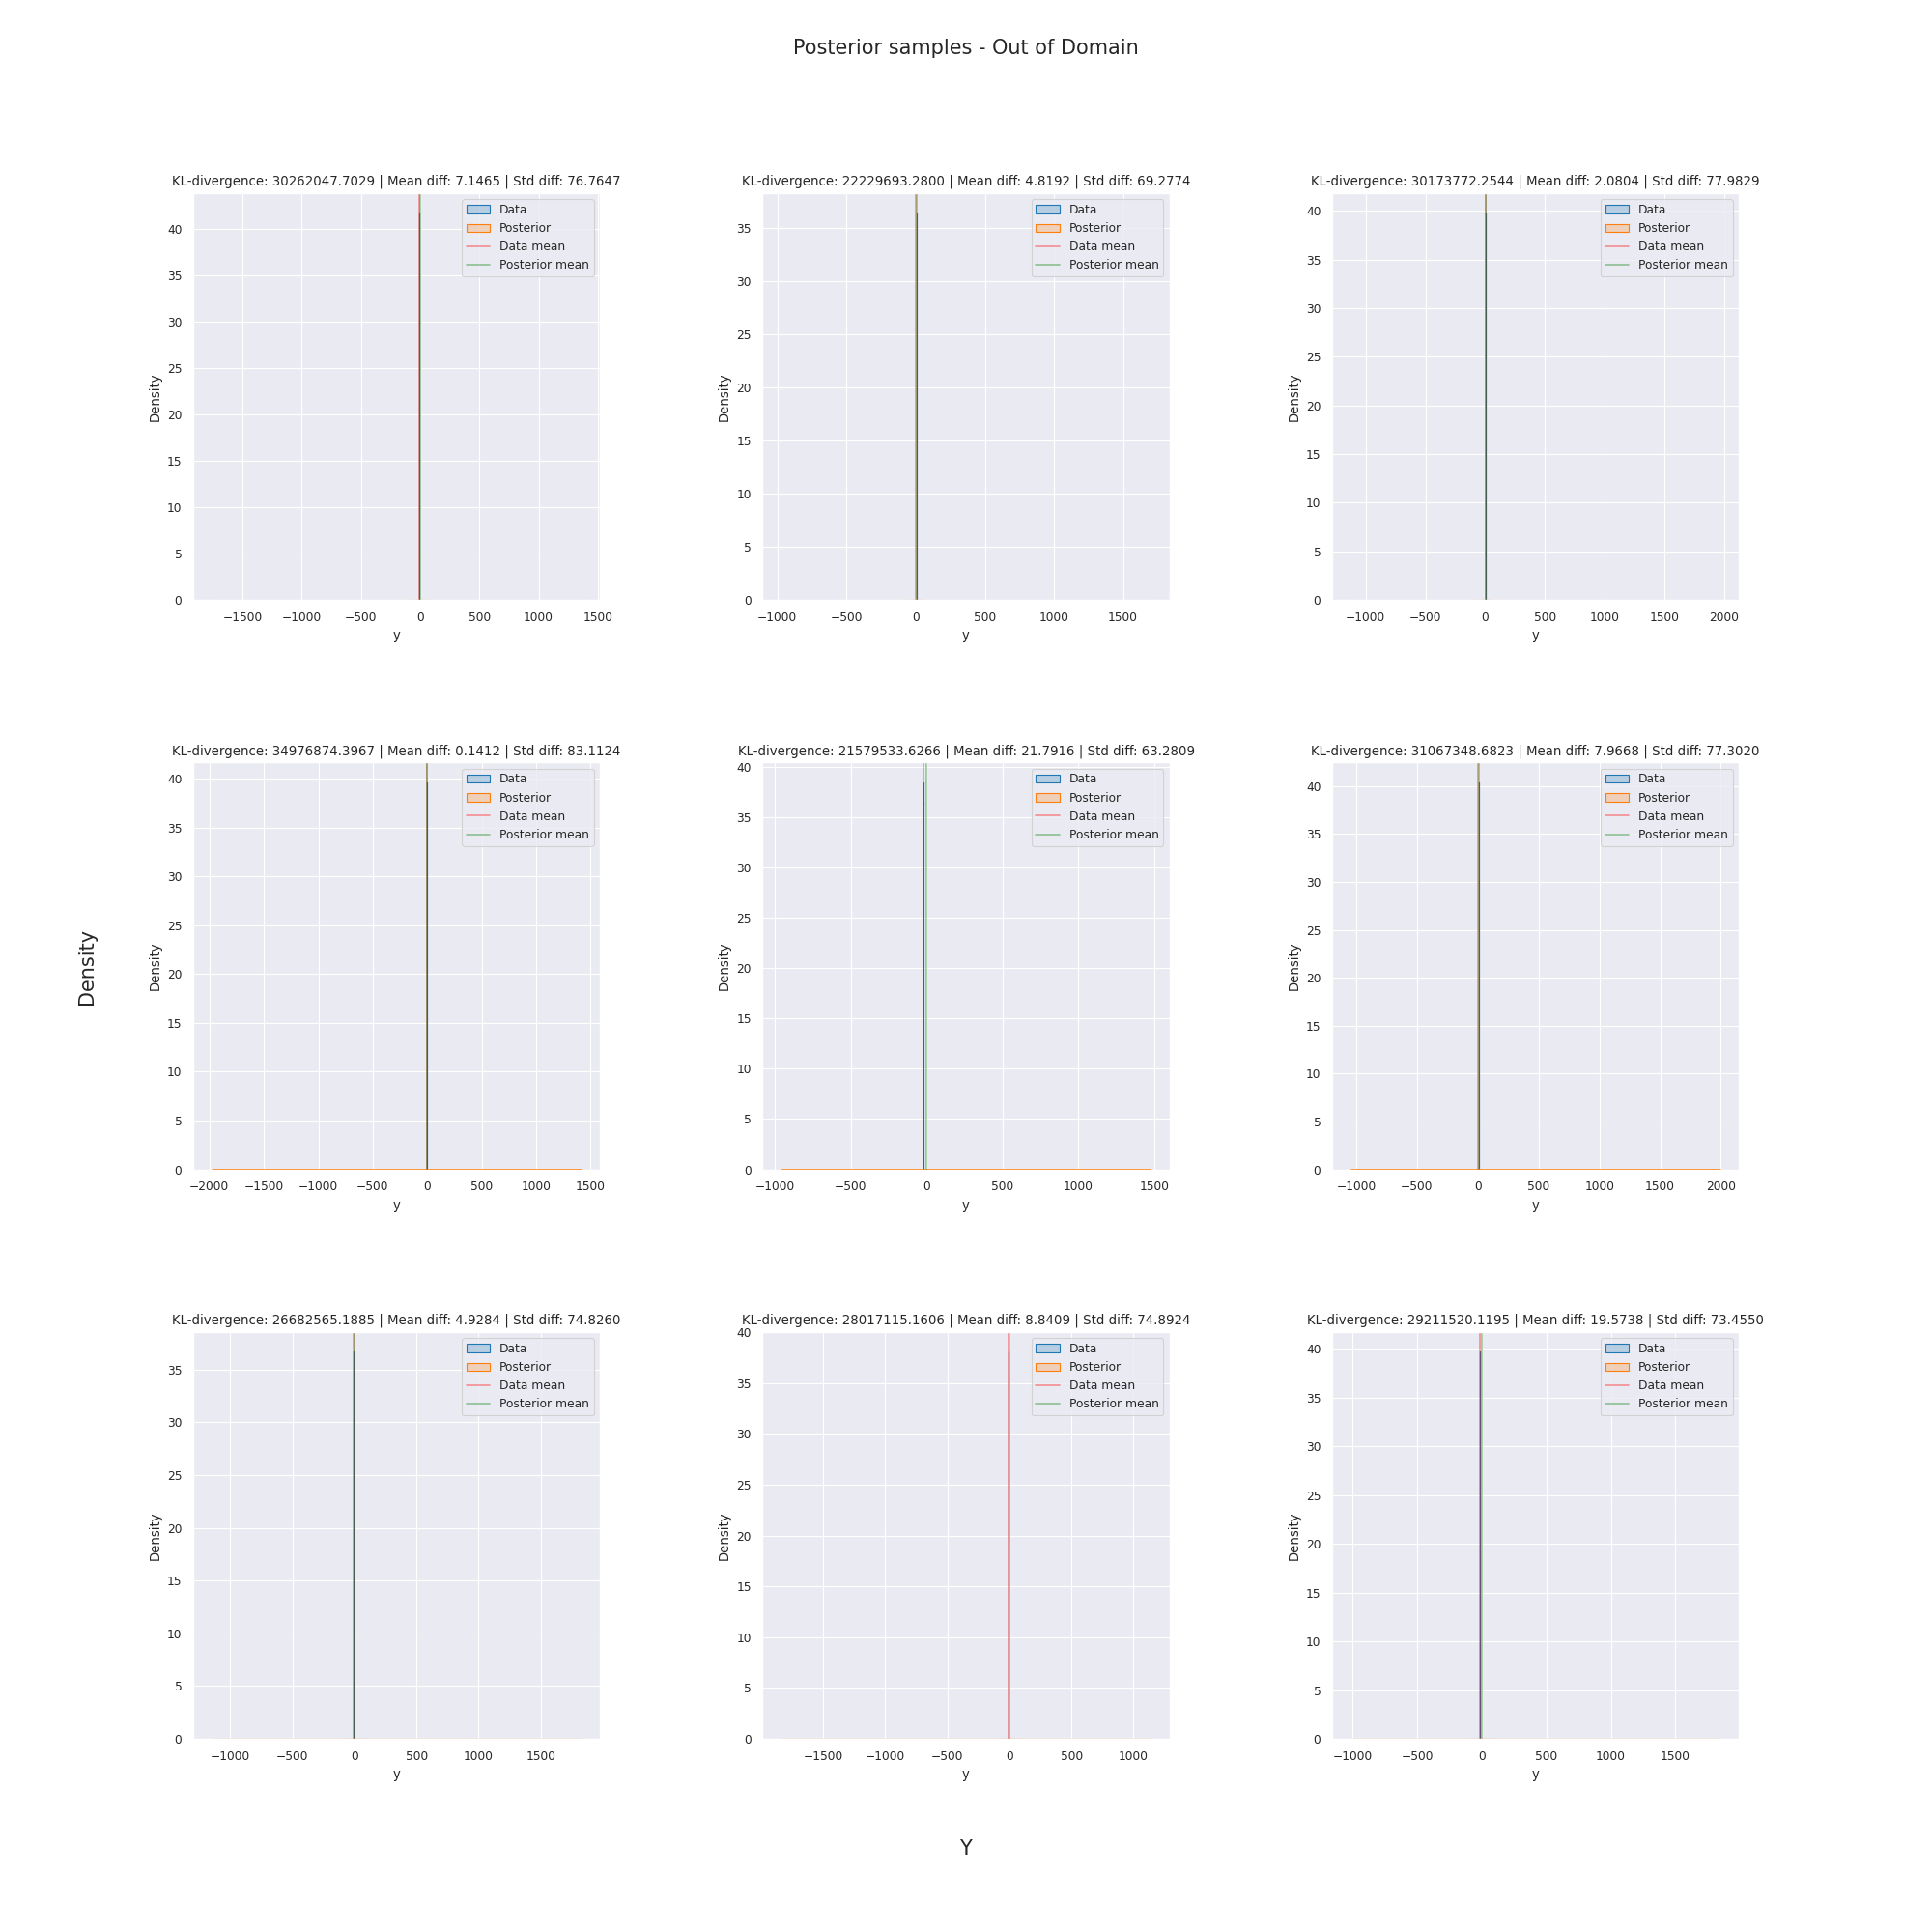 Posterior samples - Out of Domain
KL-divergence: 30262047.7029 | Mean diff: 7.1465 | Std diff: 76.7647
Data
Posterior
Data mean
Posterior mean
40
35
30
25
20
15
10
5
0
Density
−1500 −1000 −500 0 500 1000 1500
y
KL-divergence: 22229693.2800 | Mean diff: 4.8192 | Std diff: 69.2774
Data
Posterior
Data mean
Posterior mean
35
30
25
20
15
10
5
0
Density
−1000 −500 0 500 1000 1500
y
KL-divergence: 30173772.2544 | Mean diff: 2.0804 | Std diff: 77.9829
Data
Posterior
Data mean
Posterior mean
40
35
30
25
20
15
10
5
0
Density
−1000 −500 0 500 1000 1500 2000
y
KL-divergence: 34976874.3967 | Mean diff: 0.1412 | Std diff: 83.1124
Data
Posterior
Data mean
Posterior mean
40
35
30
25
20
15
10
5
0
Density
−2000 −1500 −1000 −500 0 500 1000 1500
y
KL-divergence: 21579533.6266 | Mean diff: 21.7916 | Std diff: 63.2809
Data
Posterior
Data mean
Posterior mean
40
35
30
25
20
15
10
5
0
Density
−1000 −500 0 500 1000 1500
y
KL-divergence: 31067348.6823 | Mean diff: 7.9668 | Std diff: 77.3020
Data
Posterior
Data mean
Posterior mean
40
35
30
25
20
15
10
5
0
Density
−1000 −500 0 500 1000 1500 2000
y
Density
KL-divergence: 26682565.1885 | Mean diff: 4.9284 | Std diff: 74.8260
Data
Posterior
Data mean
Posterior mean
35
30
25
20
15
10
5
0
Density
−1000 −500 0 500 1000 1500
y
KL-divergence: 28017115.1606 | Mean diff: 8.8409 | Std diff: 74.8924
Data
Posterior
Data mean
Posterior mean
40
35
30
25
20
15
10
5
0
Density
−1500 −1000 −500 0 500 1000
y
KL-divergence: 29211520.1195 | Mean diff: 19.5738 | Std diff: 73.4550
Data
Posterior
Data mean
Posterior mean
40
35
30
25
20
15
10
5
0
Density
−1000 −500 0 500 1000 1500
y
Y